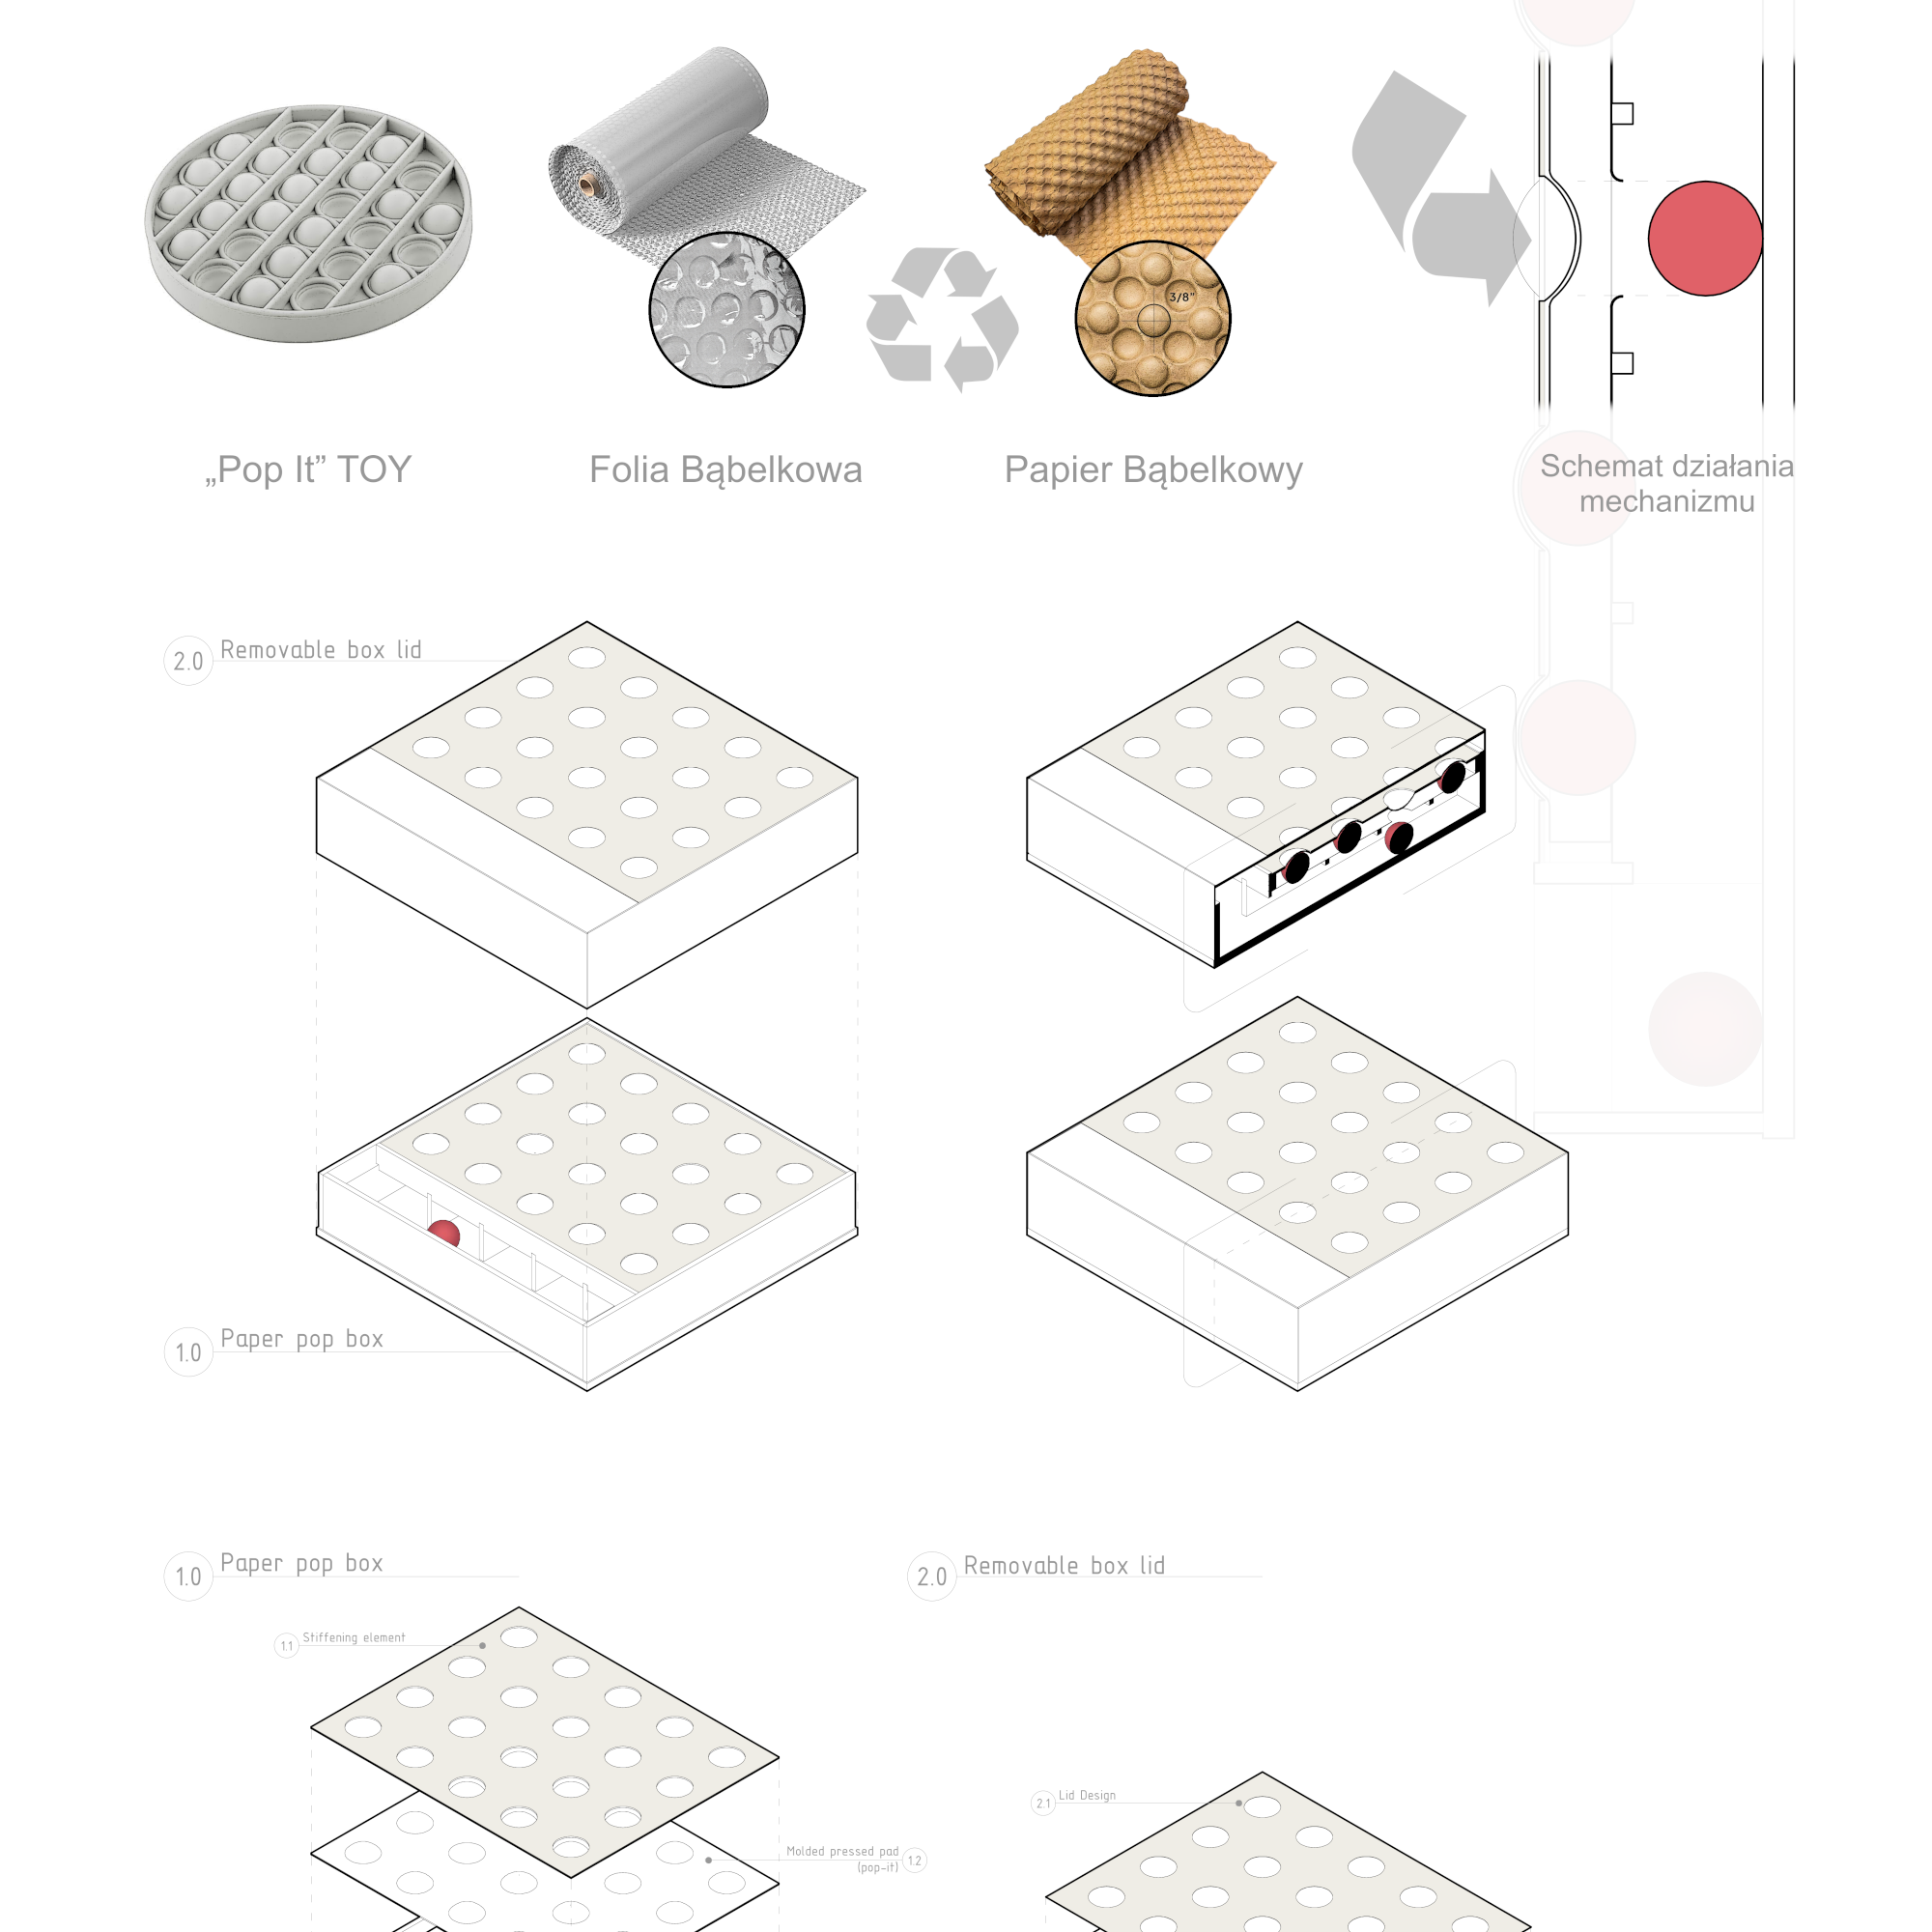 3/8"
„Pop It” TOY
Folia Bąbelkowa
Papier Bąbelkowy
Schemat działania
mechanizmu
2.0 Removable box lid
1.0 Paper pop box
1.0 Paper pop box
2.0 Removable box lid
1.1 Stiffening element
2.1 Lid Design
Molded pressed pad
(pop-it) 1.2